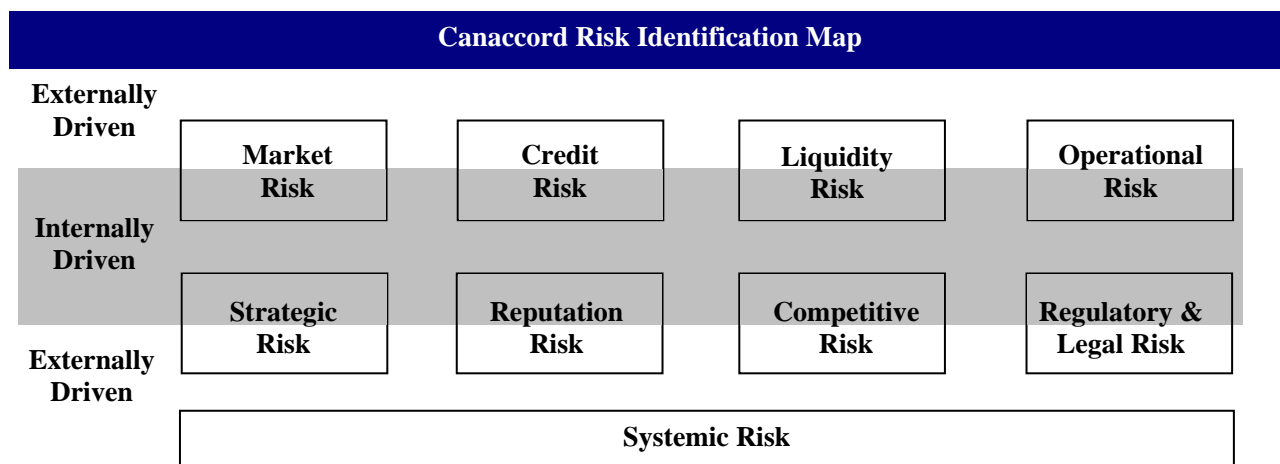 Canaccord Risk Identification Map
Externally
Driven
Market
Risk
Credit
Risk
Liquidity
Risk
Operational
Risk
Internally
Driven
Strategic
Risk
Reputation
Risk
Competitive
Risk
Regulatory &
Legal Risk
Externally
Driven
Systemic Risk